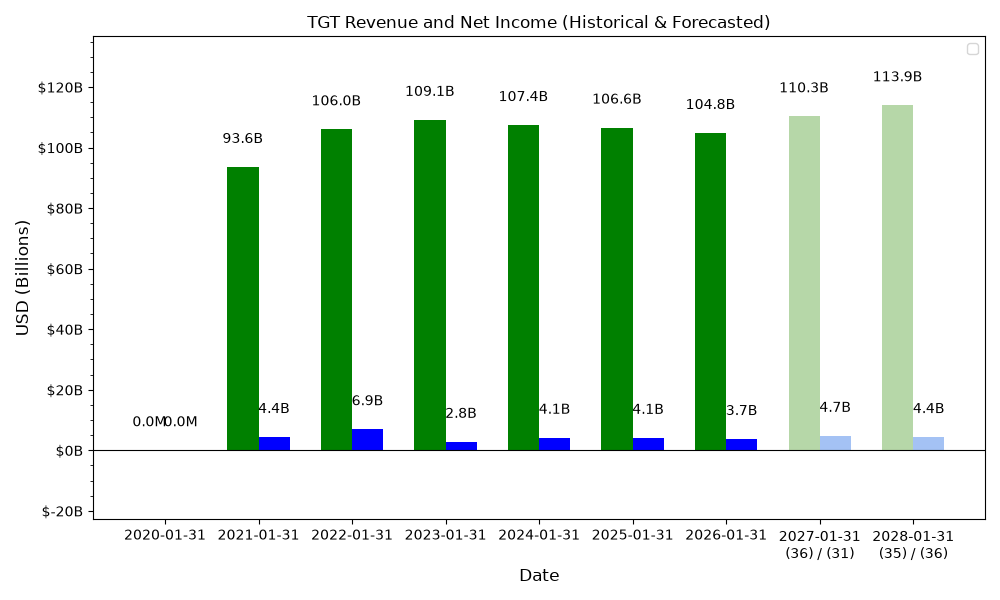 TGT Revenue and Net Income (Historical & Forecasted)
$120B
$100B
$80B
$60B
$40B
$20B
$0B
$-20B
USD (Billions)
0.0M
0.0M
93.6B
4.4B
106.0B
6.9B
109.1B
2.8B
107.4B
4.1B
106.6B
4.1B
104.8B
3.7B
110.3B
4.7B
113.9B
4.4B
2020-01-31
2021-01-31
2022-01-31
2023-01-31
2024-01-31
2025-01-31
2026-01-31
2027-01-31
(36) / (31)
2028-01-31
(35) / (36)
Date